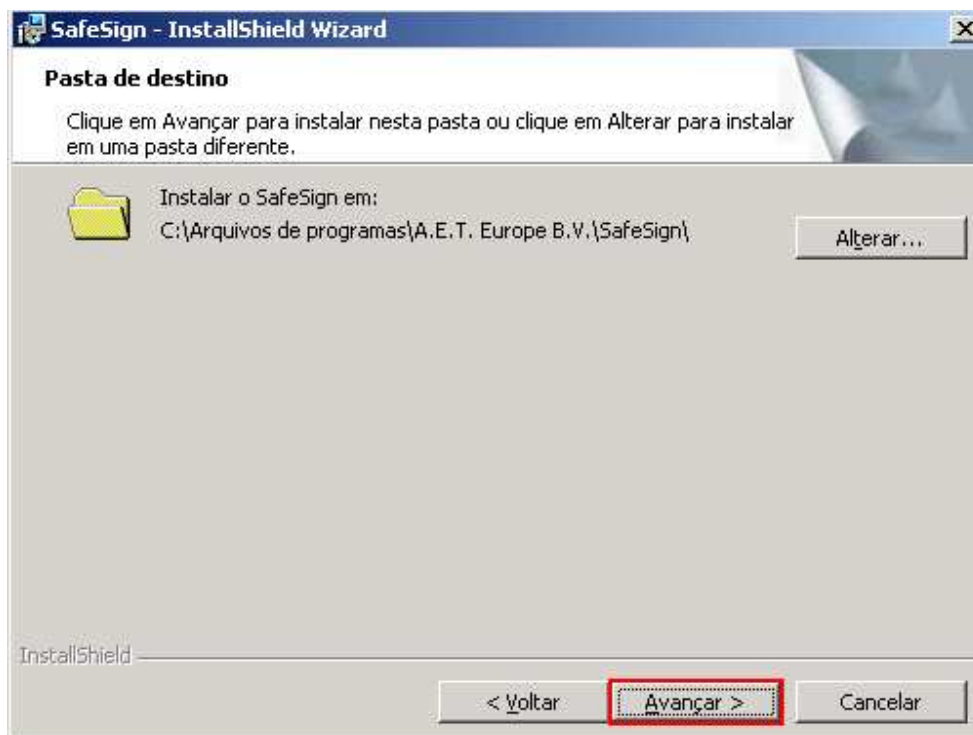 SafeSign - InstallShield Wizard
Pasta de destino
Clique em Avançar para instalar nesta pasta ou clique em Alterar para instalar
em uma pasta diferente.
Instalar o SafeSign em:
C:\Arquivos de programas\A.E.T. Europe B.V.\SafeSign\
Alterar...
InstallShield
< Voltar
Avançar >
Cancelar